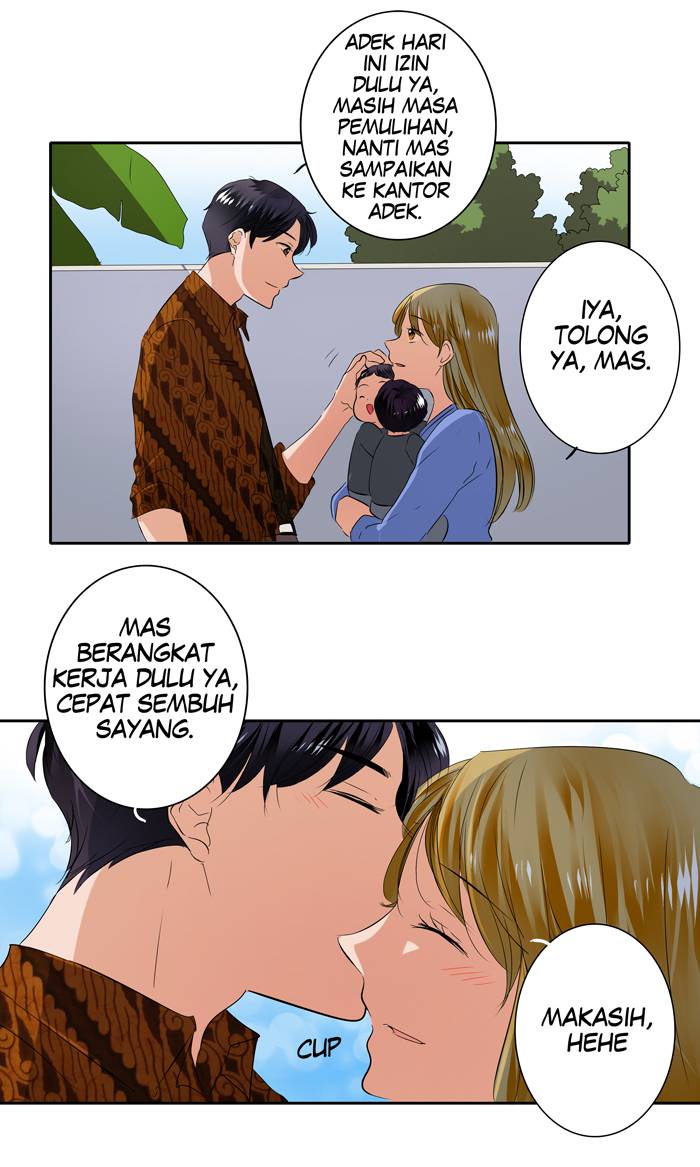 ADEK HARI
INI IZIN
DULU YA,
MASIH MASA
PEMULIHAN,
NANTI MAS
SAMPAIKAN
KE KANTOR
ADEK.
IYA,
TOLONG
YA, MAS.
MAS
BERANGKAT
KERJA DULU YA,
CEPAT SEMBUH
SAYANG.
CUP
MAKASIH,
HEHE